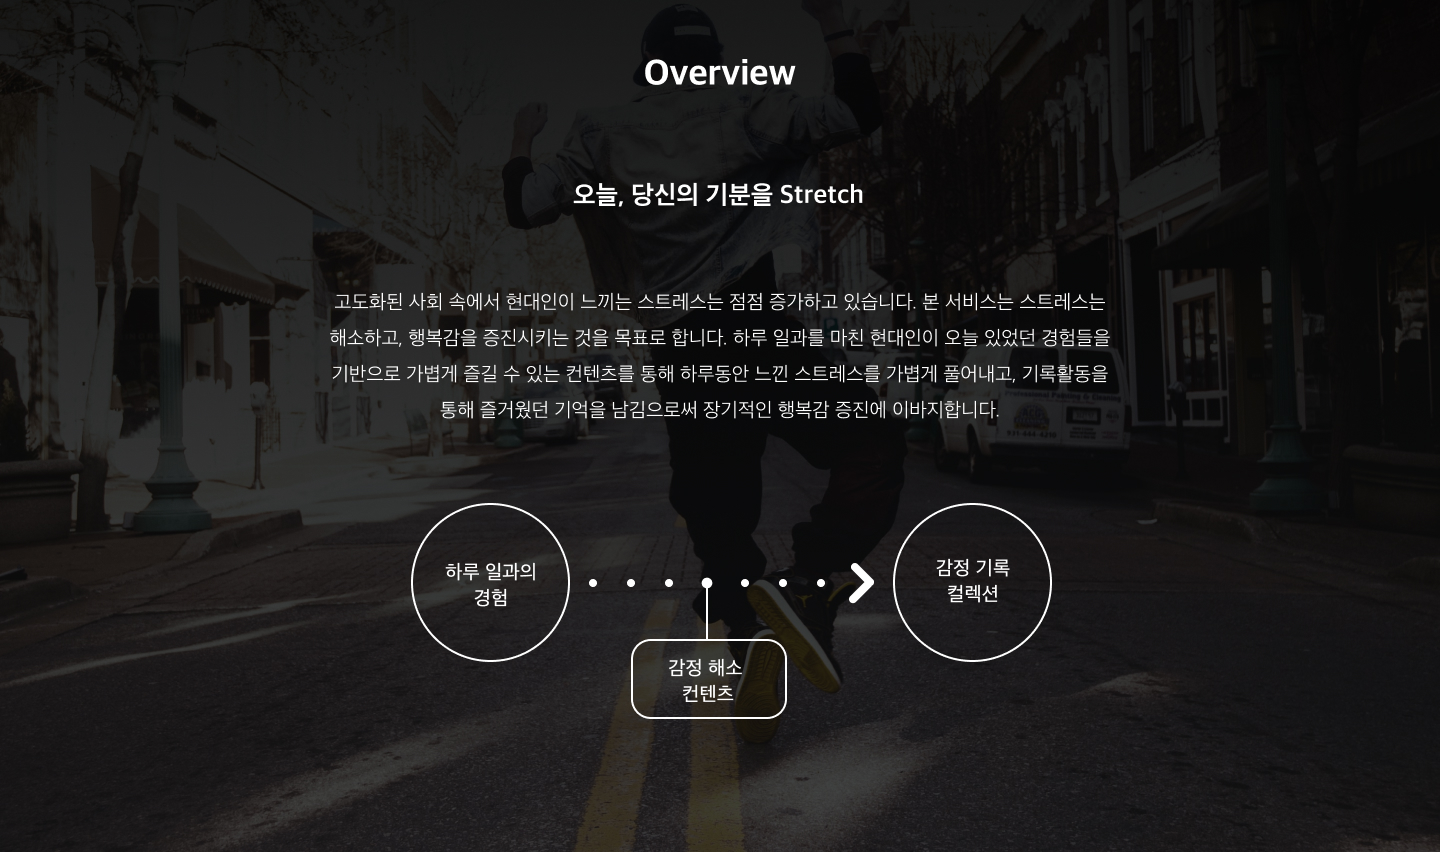 Overview
오늘, 당신의 기분을 Stretch
고도화된 사회 속에서 현대인이 느끼는 스트레스는 점점 증가하고 있습니다. 본 서비스는 스트레스는
해소하고, 행복감을 증진시키는 것을 목표로 합니다. 하루 일과를 마친 현대인이 오늘 있었던 경험들을
기반으로 가볍게 즐길 수 있는 컨텐츠를 통해 하루동안 느낀 스트레스를 가볍게 풀어내고, 기록활동을
통해 즐거웠던 기억을 남김으로써 장기적인 행복감 증진에 이바지합니다.
하루 일과의
경험
감정 해소
컨텐츠
감정 기록
컬렉션